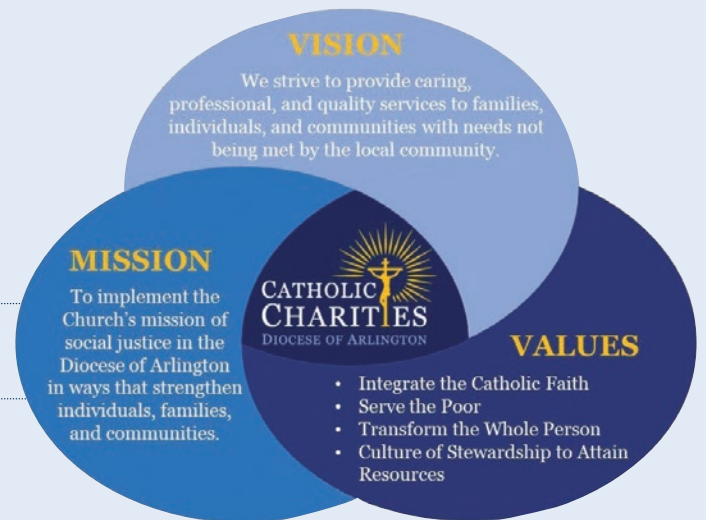 VISION
We strive to provide caring,
professional, and quality services to families,
individuals, and communities with needs not
being met by the local community.
MISSION
To implement the
Church's mission of
social justice in the
Diocese of Arlington
in ways that strengthen
individuals, families,
and communities.
CATHOLIC
CHARITIES
DIOCESE OF ARLINGTON
VALUES
• Integrate the Catholic Faith
• Serve the Poor
• Transform the Whole Person
• Culture of Stewardship to Attain
Resources